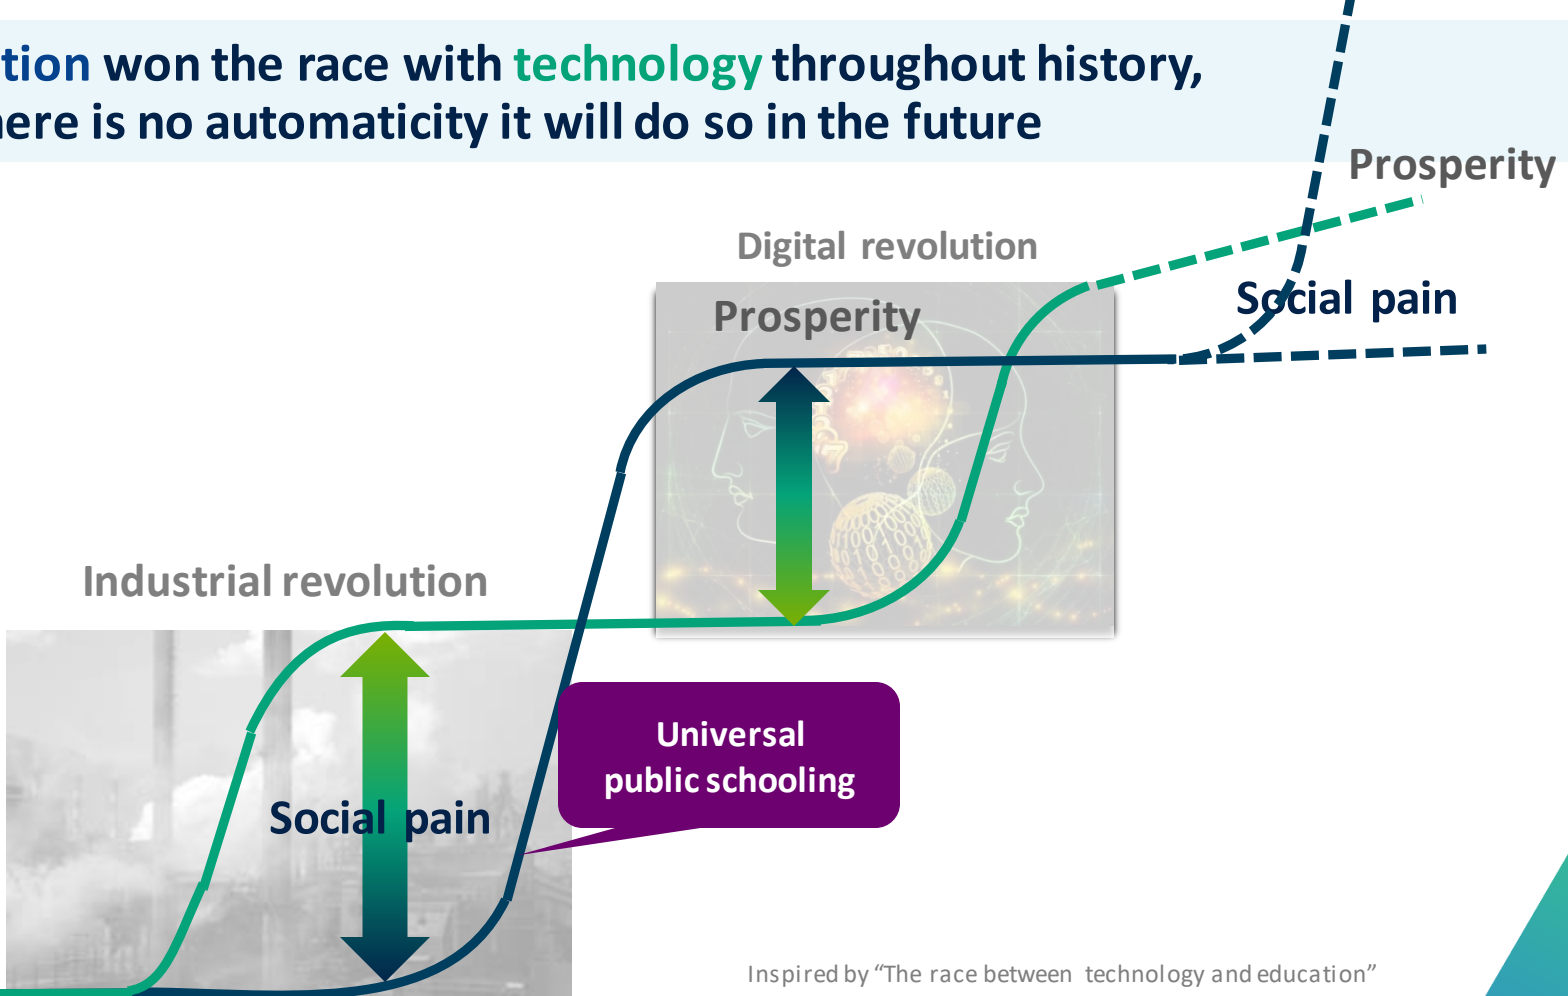 tion won the race with technology throughout history,
here is no automaticity it will do so in the future
Prosperity
Digital revolution
Prosperity
Social pain
Industrial revolution
Universal
public schooling
Social pain
Inspired by “The race between technology and education”